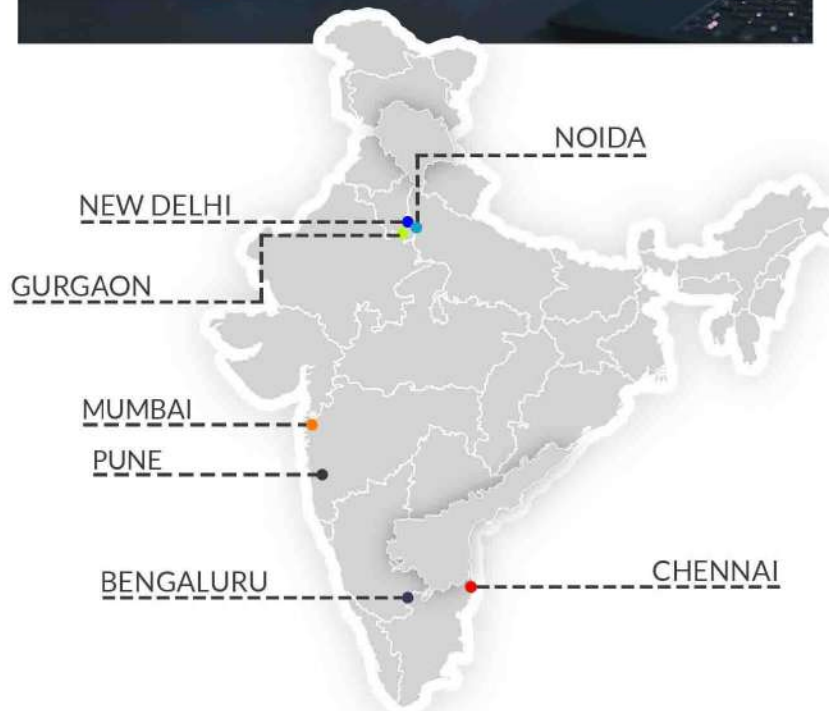 NOIDA
NEW DELHI
GURGAON
MUMBAI
PUNE
BENGALURU
CHENNAI